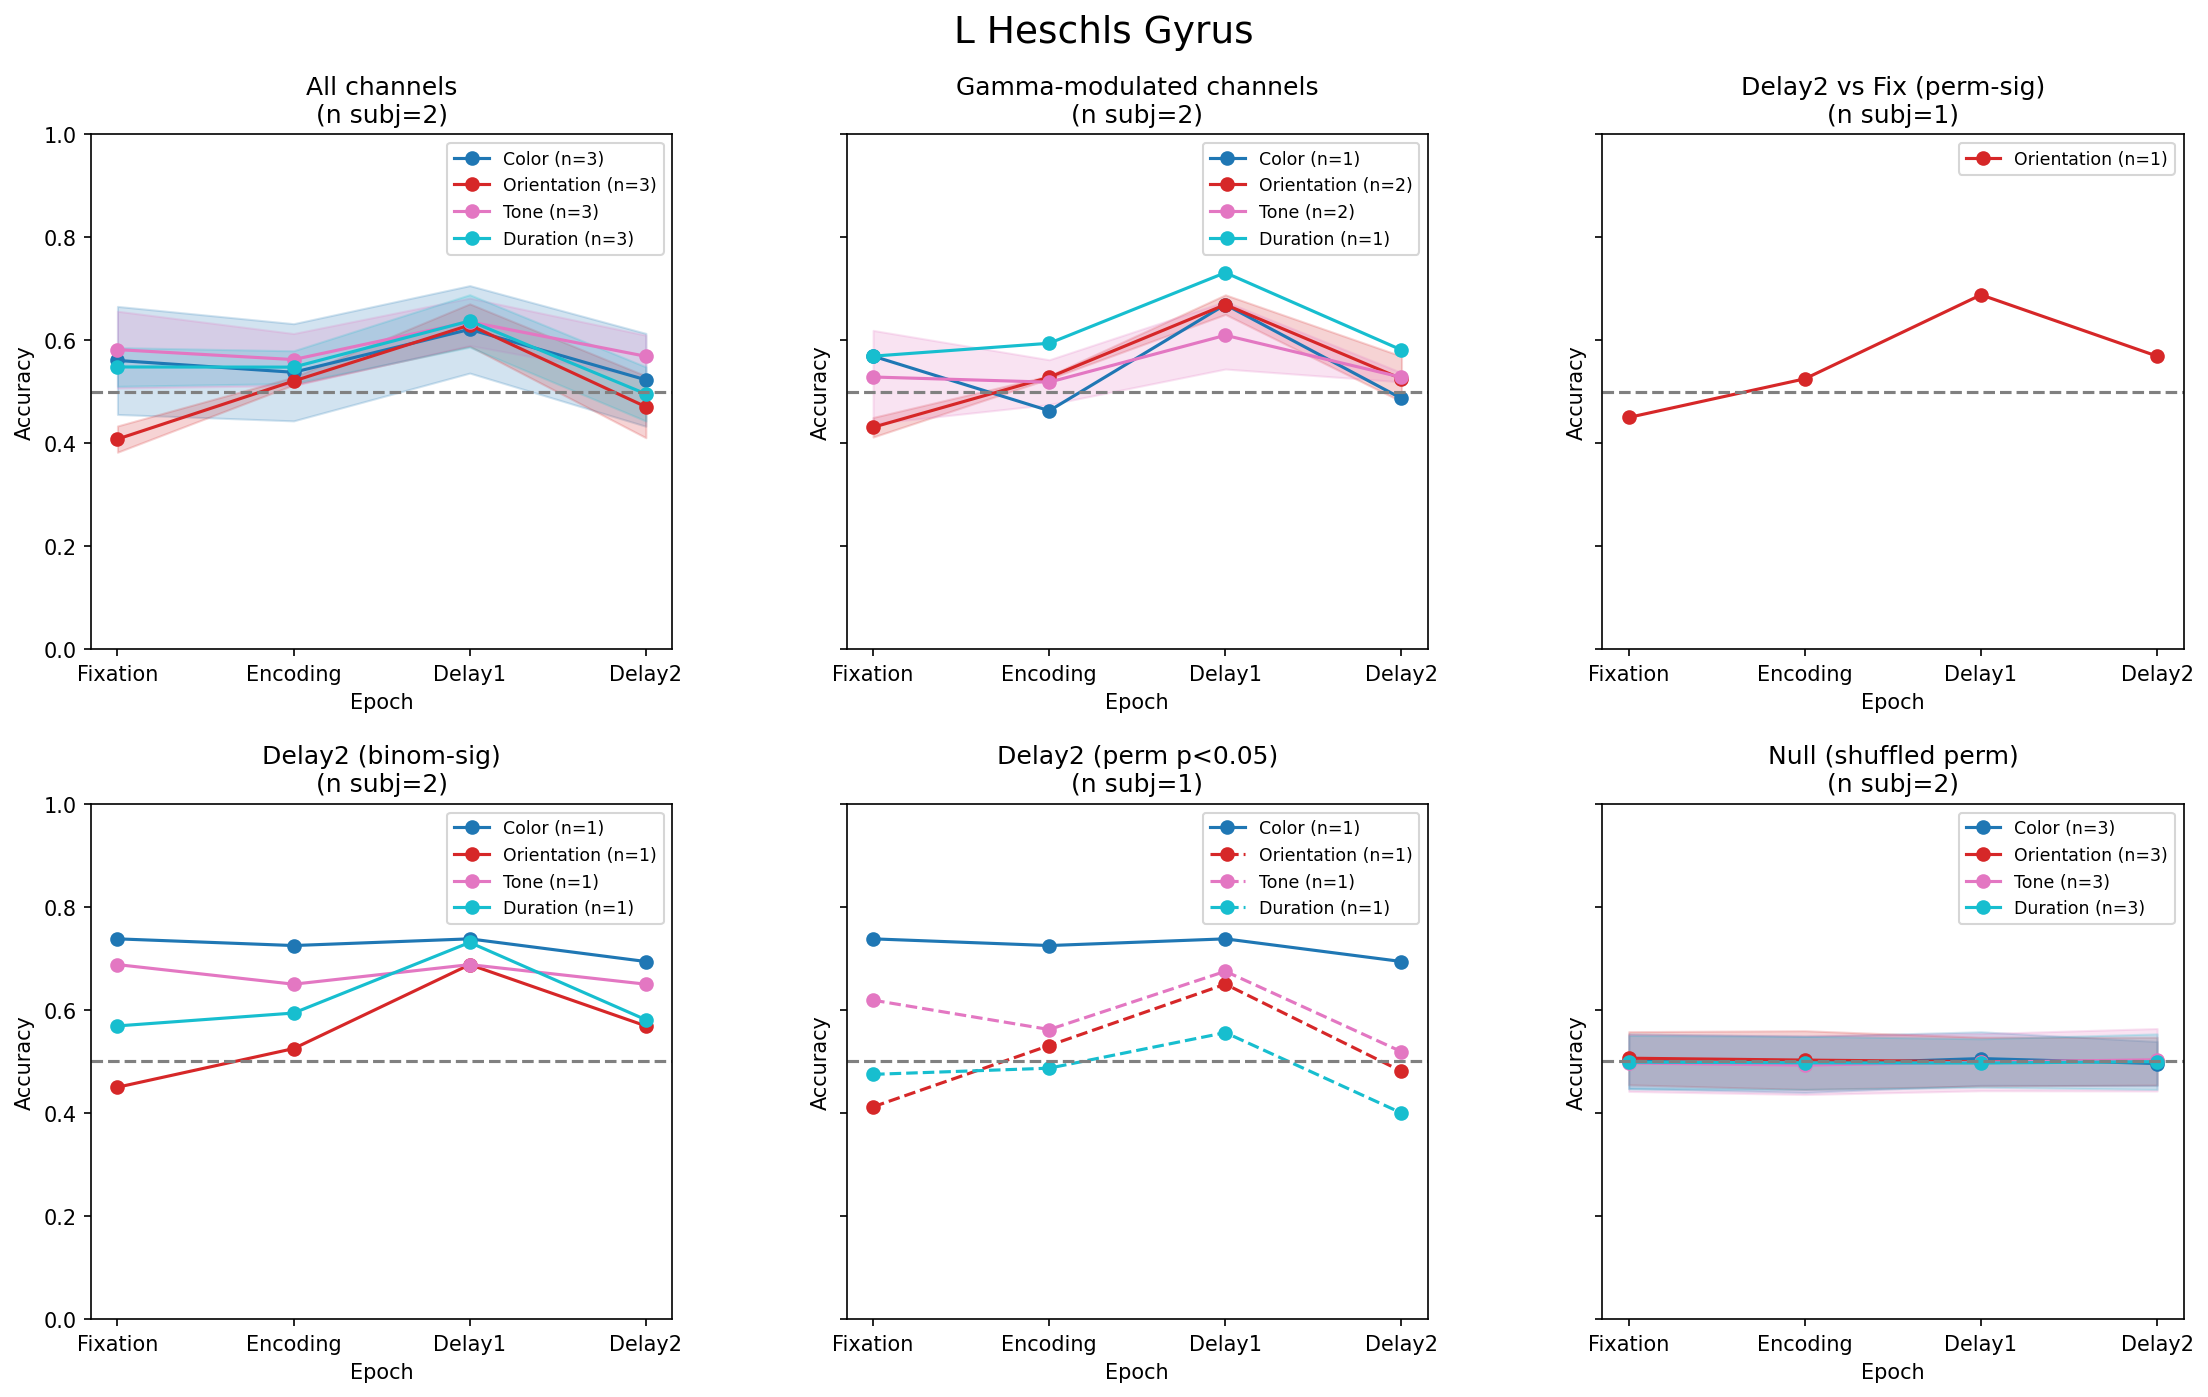 L Heschls Gyrus
All channels
(n subj=2)
1.0
0.8
0.6
0.4
0.2
0.0
Accuracy
Color (n=3)
Orientation (n=3)
Tone (n=3)
Duration (n=3)
Fixation Encoding Delay1 Delay2
Epoch
Gamma-modulated channels
(n subj=2)
Accuracy
Color (n=1)
Orientation (n=2)
Tone (n=2)
Duration (n=1)
Fixation Encoding Delay1 Delay2
Epoch
Delay2 vs Fix (perm-sig)
(n subj=1)
Accuracy
Orientation (n=1)
Fixation Encoding Delay1 Delay2
Epoch
Delay2 (binom-sig)
(n subj=2)
1.0
0.8
0.6
0.4
0.2
0.0
Accuracy
Color (n=1)
Orientation (n=1)
Tone (n=1)
Duration (n=1)
Fixation Encoding Delay1 Delay2
Epoch
Delay2 (perm p<0.05)
(n subj=1)
Accuracy
Color (n=1)
Orientation (n=1)
Tone (n=1)
Duration (n=1)
Fixation Encoding Delay1 Delay2
Epoch
Null (shuffled perm)
(n subj=2)
Accuracy
Color (n=3)
Orientation (n=3)
Tone (n=3)
Duration (n=3)
Fixation Encoding Delay1 Delay2
Epoch